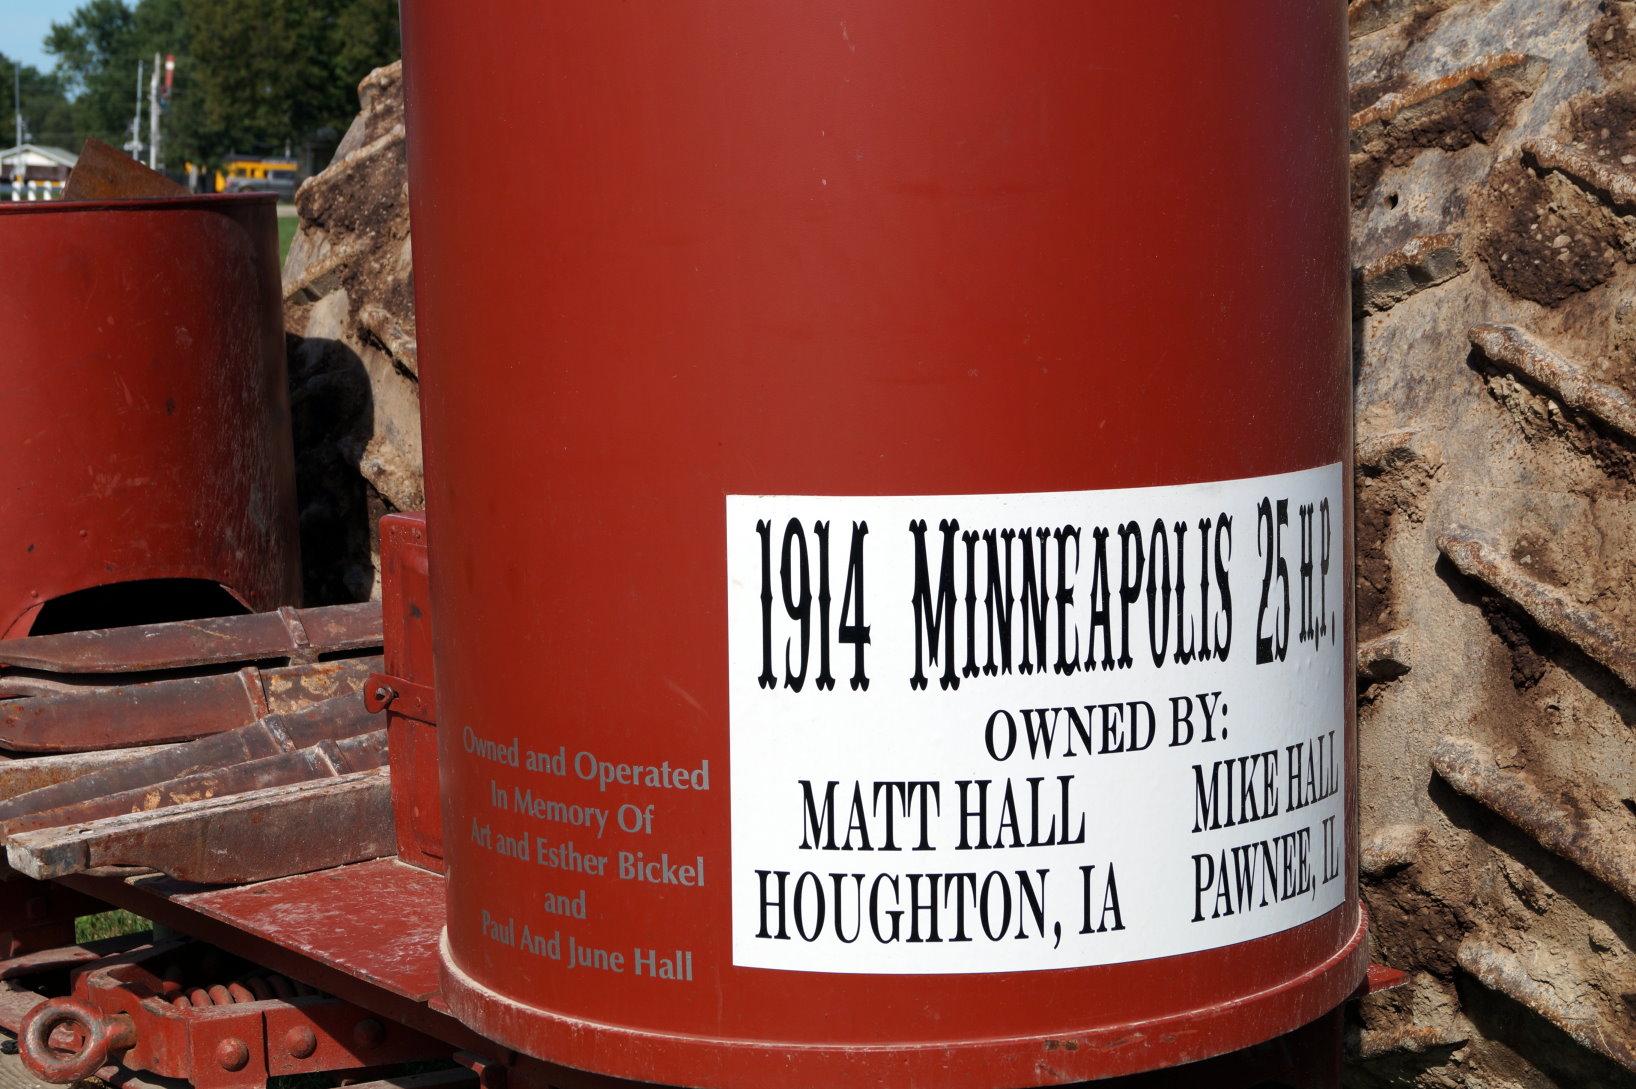 1914 MINNEAPOLIS 25 H.P.
OWNED BY:
MATT HALL MIKE HALL
HOUGHTON, IA PAWNEE, IL
Owned and Operated
In Memory Of
Art and Esther Bickel
and
Paul And June Hall